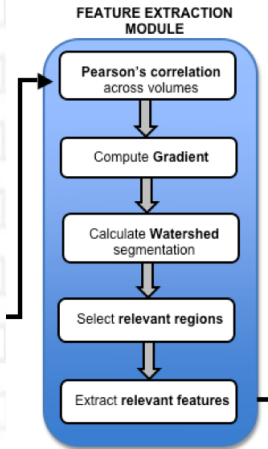 FEATURE EXTRACTION
MODULE
Pearson's correlation
across volumes
Compute Gradient
Calculate Watershed
segmentation
Select relevant regions
Extract relevant features